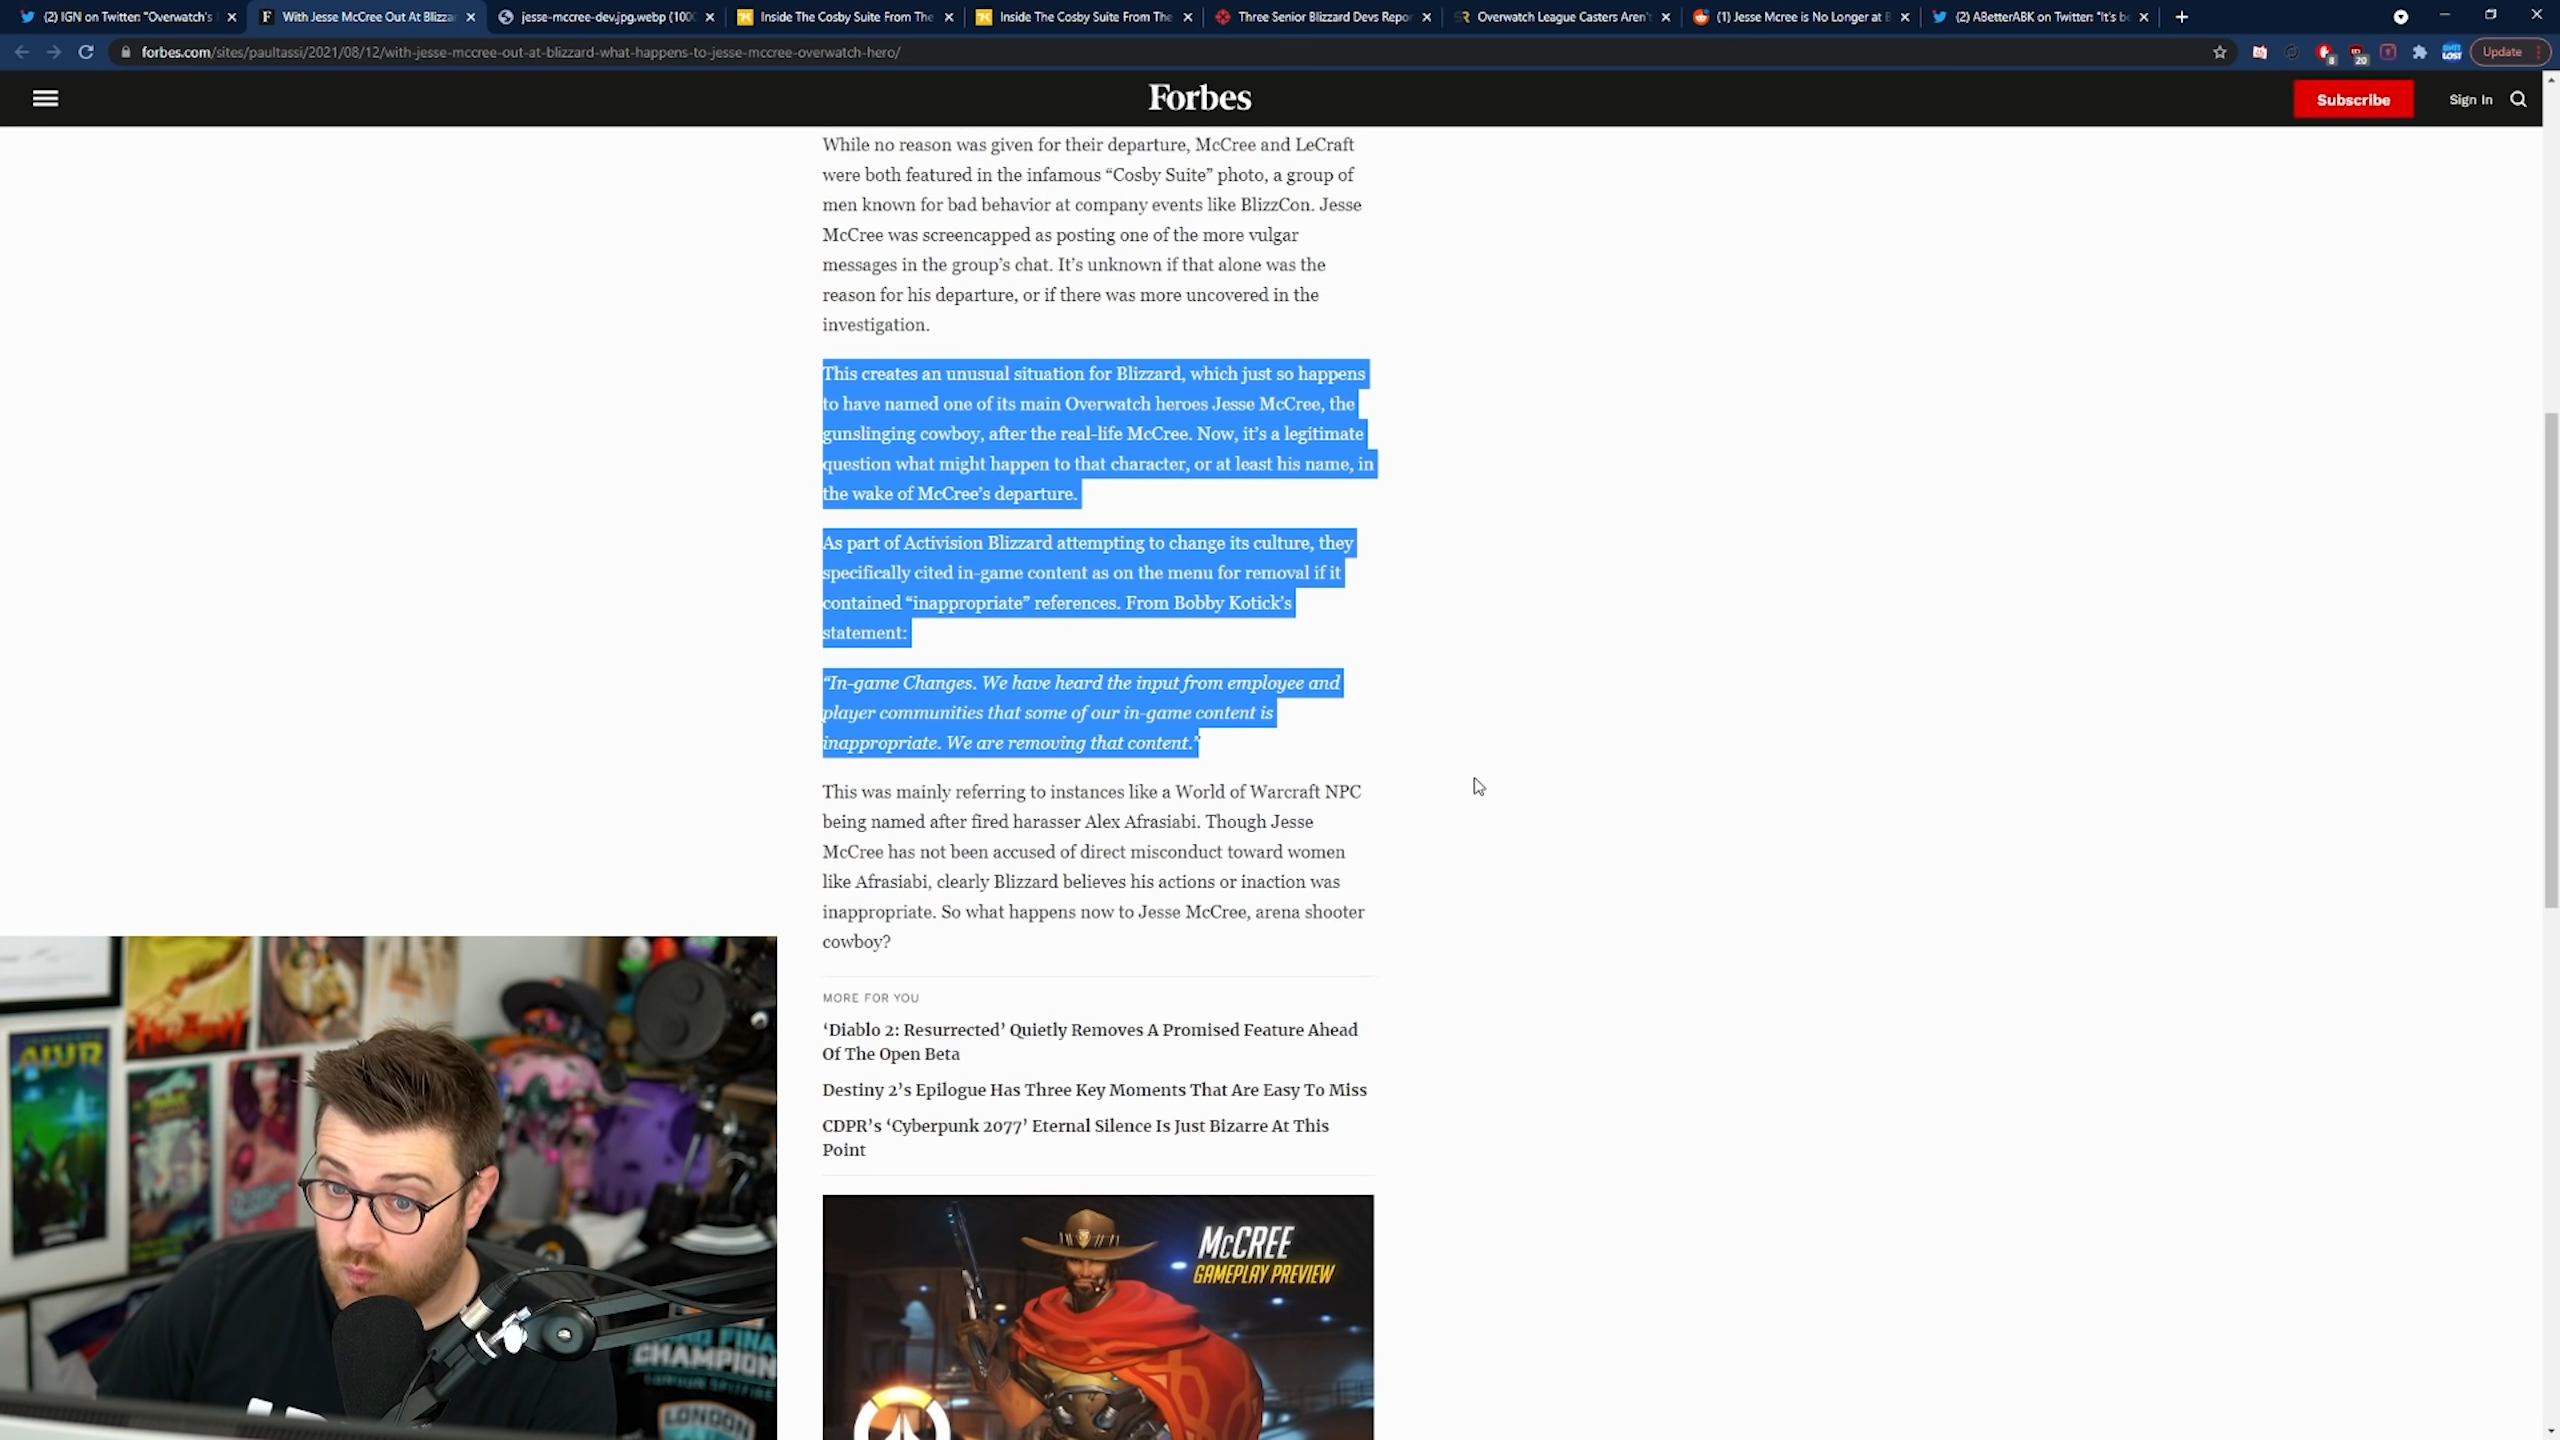 (2) IGN on Twitter: "Overwatch's
With Jesse McCree Out At Blizza
jesse-mccree-dev.jpg.webp (100
Inside The Cosby Suite From The
Inside The Cosby Suite From The
Three Senior Blizzard Devs Repor
Overwatch League Casters Aren't
(1) Jesse Mcree is No Longer at B
(2) ABetterABK on Twitter: "It's be
forbes.com/sites/paultassi/2021/08/12/with-jesse-mccree-out-at-blizzard-what-happens-to-jesse-mccree-overwatch-hero/
8
20
LOST
Update
Forbes
Subscribe
Sign In
While no reason was given for their departure, McCree and LeCraft
were both featured in the infamous “Cosby Suite” photo, a group of
men known for bad behavior at company events like BlizzCon. Jesse
McCree was screencapped as posting one of the more vulgar
messages in the group’s chat. It’s unknown if that alone was the
reason for his departure, or if there was more uncovered in the
investigation.
This creates an unusual situation for Blizzard, which just so happens
to have named one of its main Overwatch heroes Jesse McCree, the
gunslinging cowboy, after the real-life McCree. Now, it’s a legitimate
question what might happen to that character, or at least his name, in
the wake of McCree’s departure.
As part of Activision Blizzard attempting to change its culture, they
specifically cited in-game content as on the menu for removal if it
contained “inappropriate” references. From Bobby Kotick’s
statement:
“In-game Changes. We have heard the input from employee and
player communities that some of our in-game content is
inappropriate. We are removing that content.”
This was mainly referring to instances like a World of Warcraft NPC
being named after fired harasser Alex Afrasiabi. Though Jesse
McCree has not been accused of direct misconduct toward women
like Afrasiabi, clearly Blizzard believes his actions or inaction was
inappropriate. So what happens now to Jesse McCree, arena shooter
cowboy?
MORE FOR YOU
‘Diablo 2: Resurrected’ Quietly Removes A Promised Feature Ahead
Of The Open Beta
Destiny 2’s Epilogue Has Three Key Moments That Are Easy To Miss
CDPR’s ‘Cyberpunk 2077’ Eternal Silence Is Just Bizarre At This
Point
McCREE
GAMEPLAY PREVIEW
AIUR
CHAMPION
LONDON